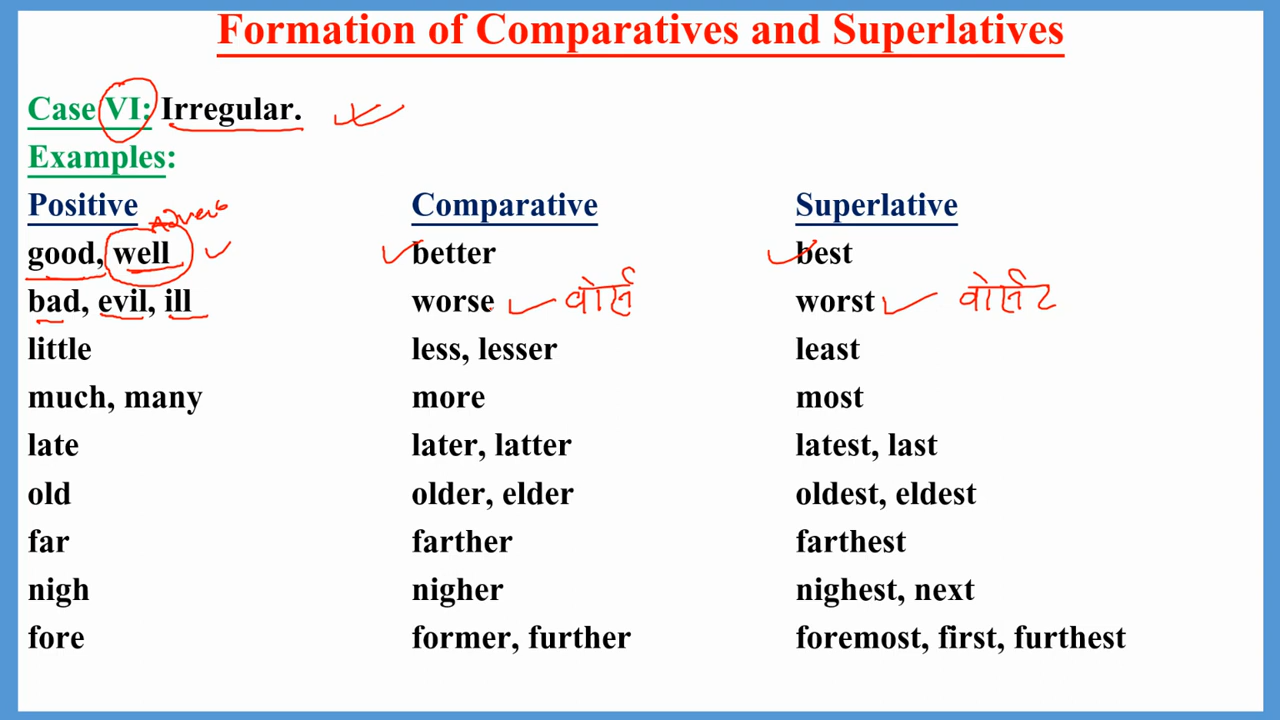 Formation of Comparatives and Superlatives
Case VI: Irregular.
Examples:
Positive Comparative Superlative
Adverb
good, well better best
bad, evil, ill worse वोर्स worst वोर्सट
little less, lesser least
much, many more most
late later, latter latest, last
old older, elder oldest, eldest
far farther farthest
nigh nigher nighest, next
fore former, further foremost, first, furthest